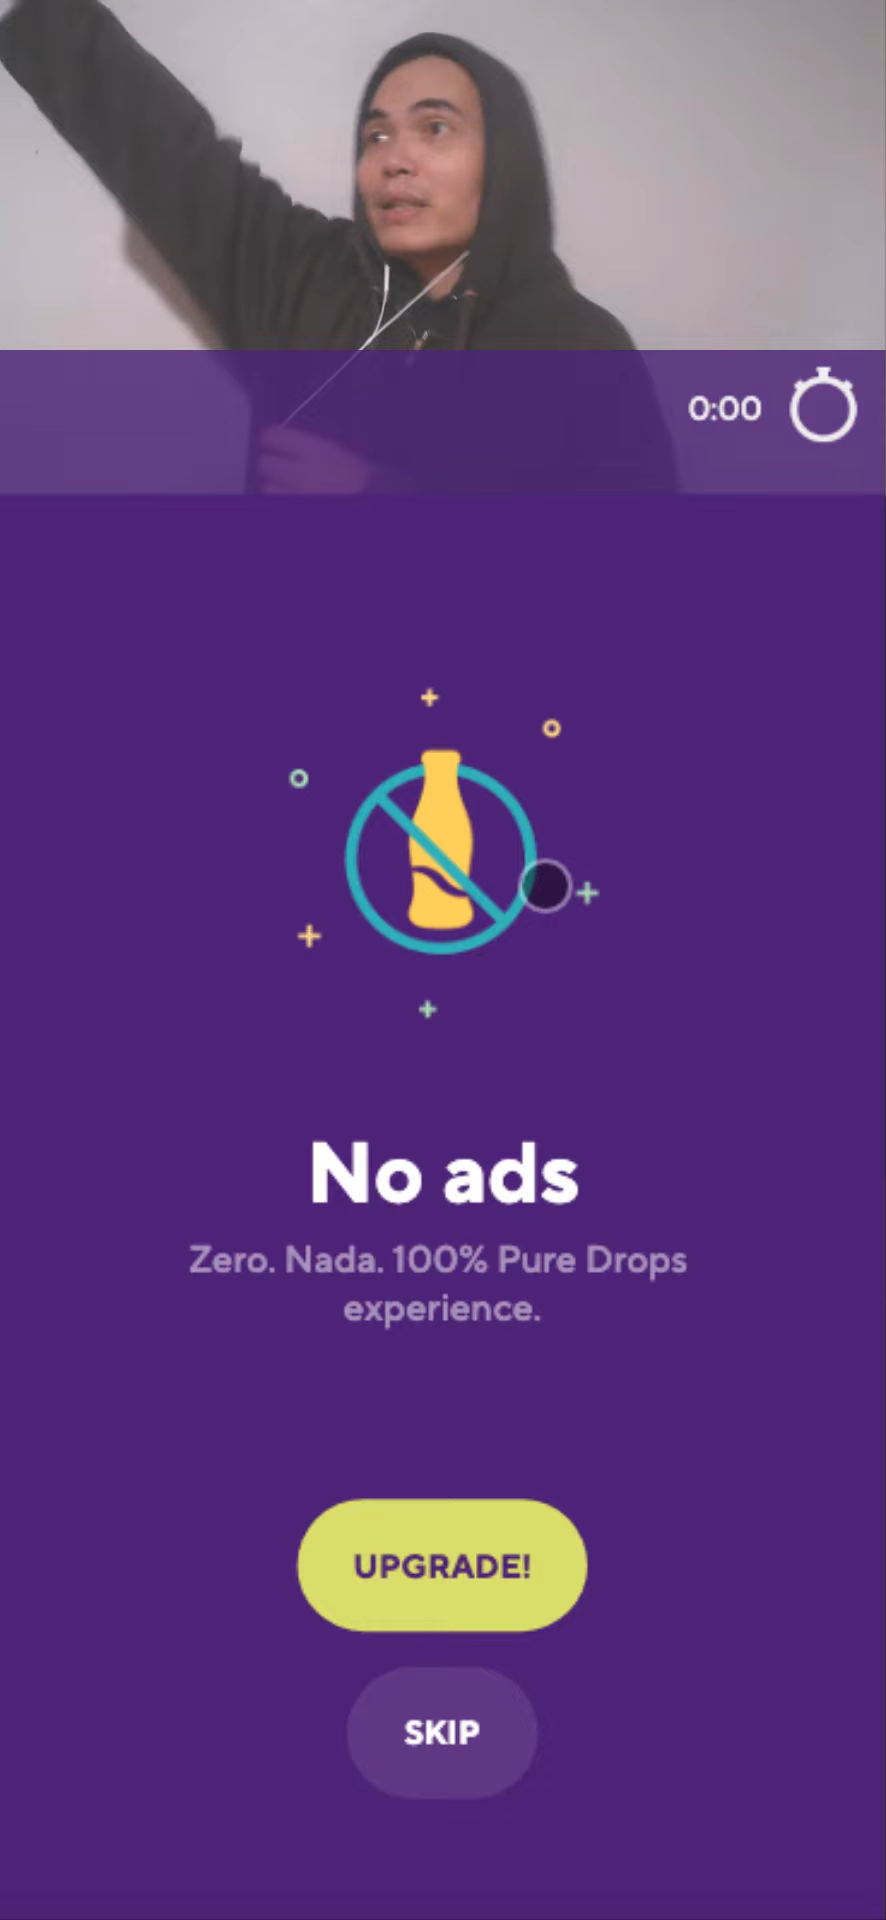 0:00
No ads
Zero. Nada. 100% Pure Drops
experience.
UPGRADE!
SKIP